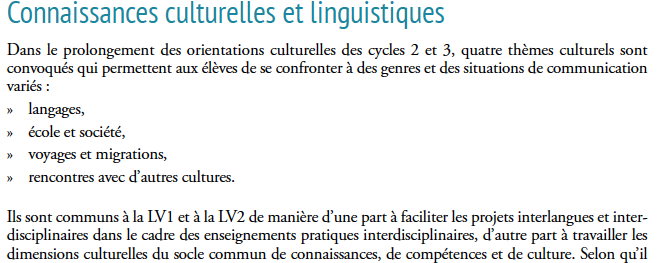 Connaissances culturelles et linguistiques
Dans le prolongement des orientations culturelles des cycles 2 et 3, quatre thèmes culturels sont
convoqués qui permettent aux élèves de se confronter à des genres et des situations de communication
variés :
» langages,
» école et société,
» voyages et migrations,
» rencontres avec d’autres cultures.
Ils sont communs à la LV1 et à la LV2 de manière d’une part à faciliter les projets interlangues et inter-
disciplinaires dans le cadre des enseignements pratiques interdisciplinaires, d’autre part à travailler les
dimensions culturelles du socle commun de connaissances, de compétences et de culture. Selon qu’il